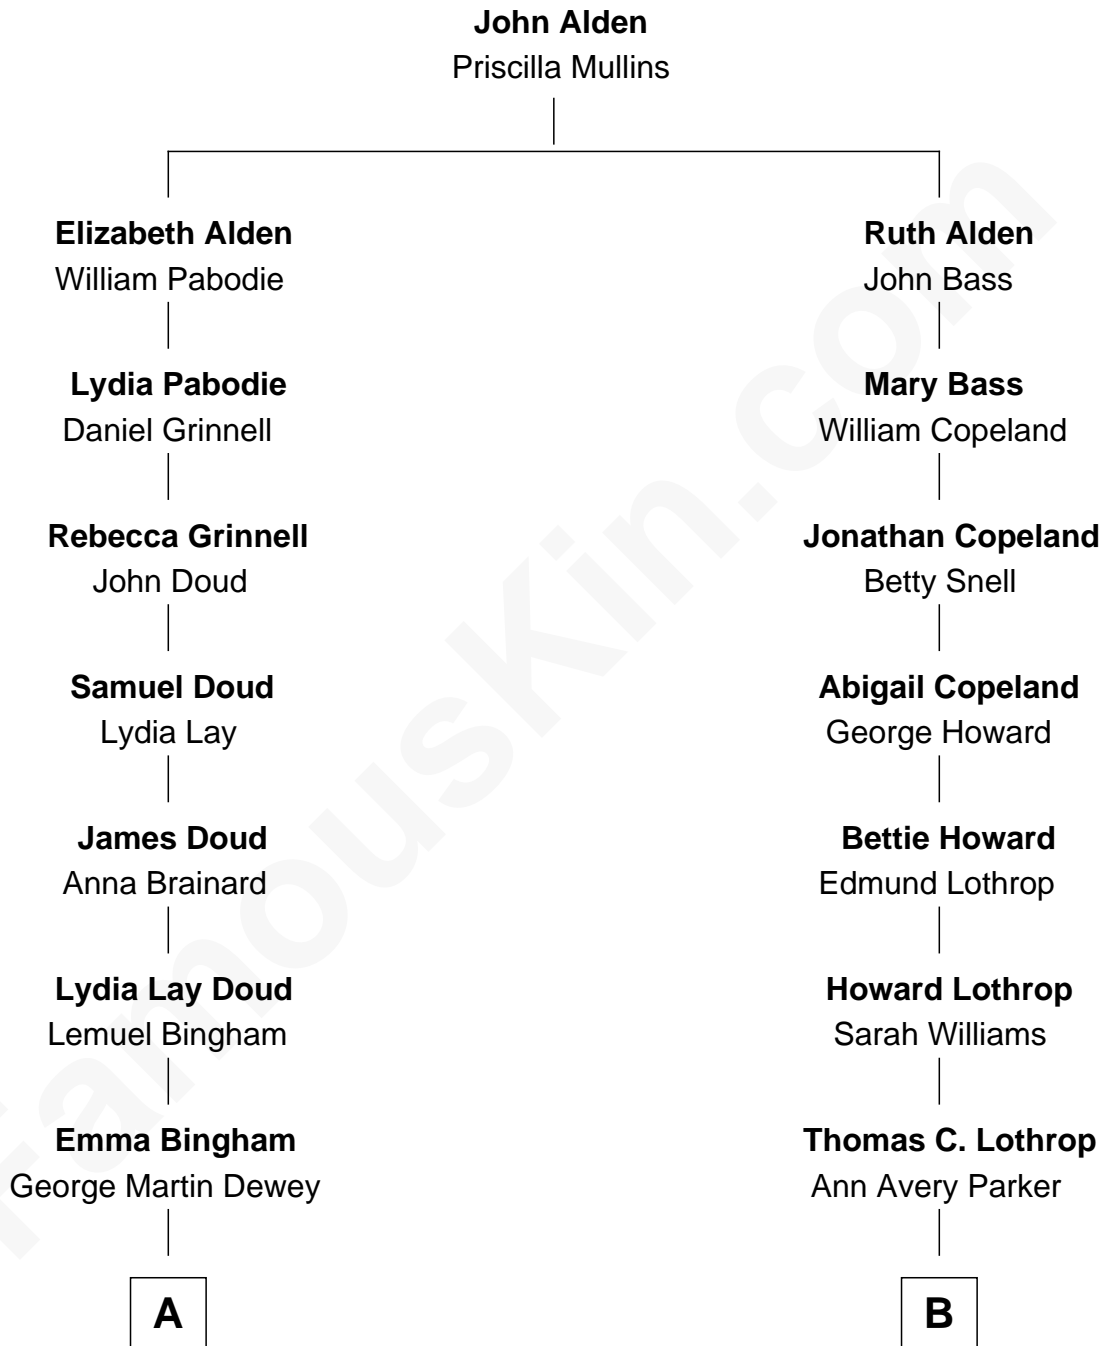 John Alden
Priscilla Mullins
Elizabeth Alden
William Pabodie
Ruth Alden
John Bass
Lydia Pabodie
Daniel Grinnell
Mary Bass
William Copeland
Rebecca Grinnell
John Doud
Jonathan Copeland
Betty Snell
Samuel Doud
Lydia Lay
Abigail Copeland
George Howard
James Doud
Anna Brainard
Bettie Howard
Edmund Lothrop
Lydia Lay Doud
Lemuel Bingham
Howard Lothrop
Sarah Williams
Emma Bingham
George Martin Dewey
Thomas C. Lothrop
Ann Avery Parker
A
B
FamousKin.com